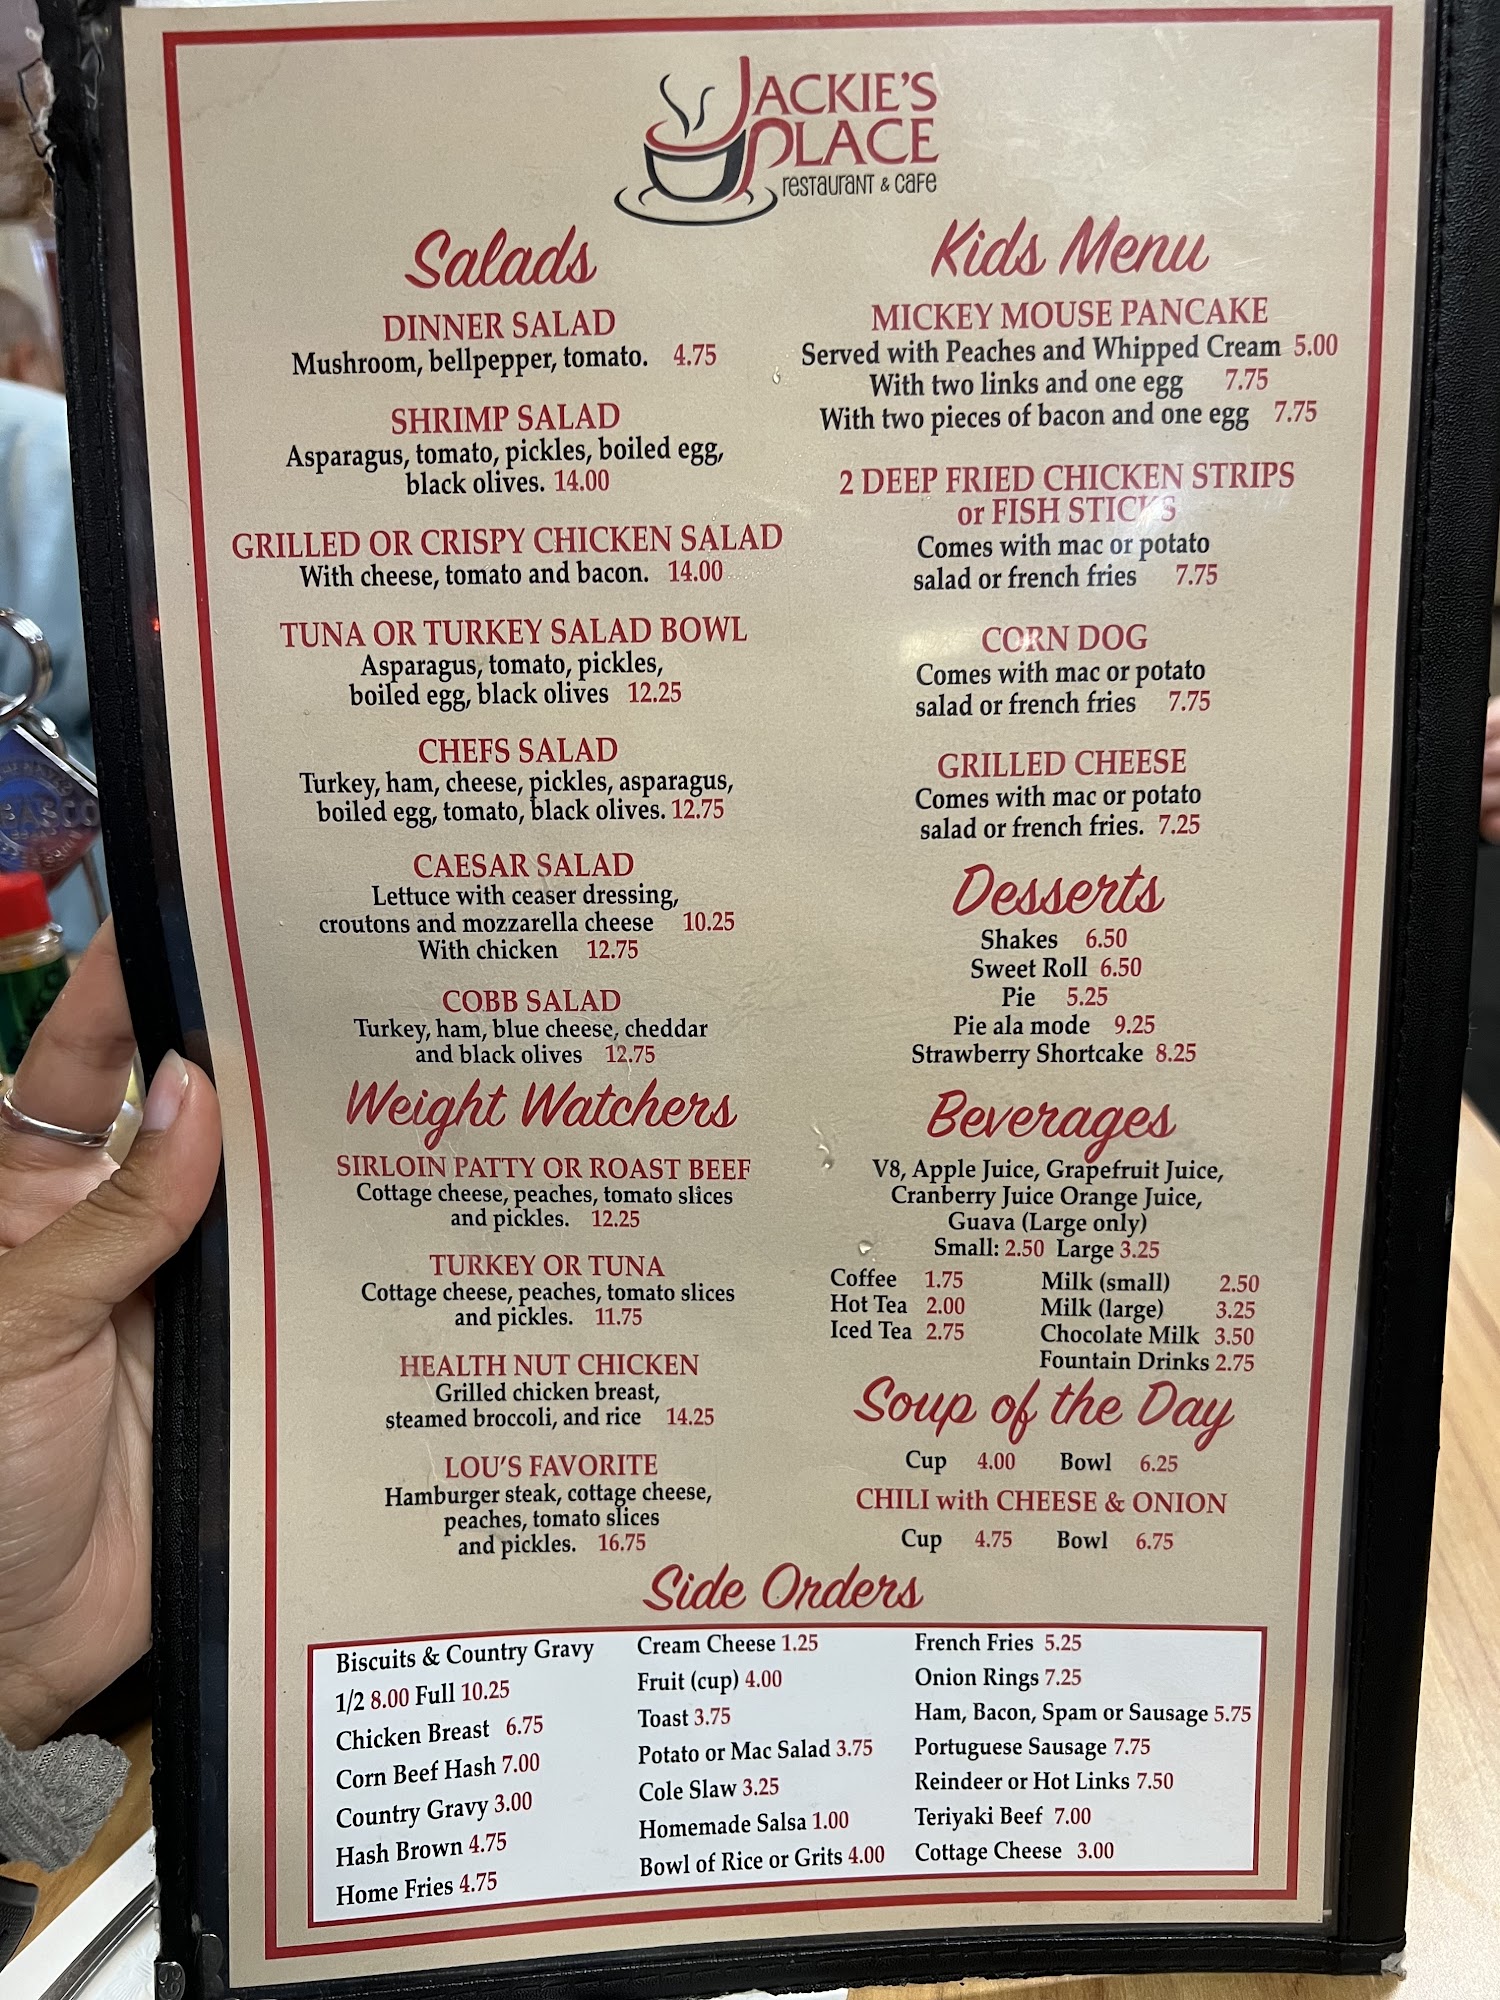 JACKIE'S
PLACE
restaurant & cafe
Salads
DINNER SALAD
Mushroom, bellpepper, tomato. 4.75
SHRIMP SALAD
Asparagus, tomato, pickles, boiled egg,
black olives. 14.00
GRILLED OR CRISPY CHICKEN SALAD
With cheese, tomato and bacon. 14.00
TUNA OR TURKEY SALAD BOWL
Asparagus, tomato, pickles,
boiled egg, black olives 12.25
CHEFS SALAD
Turkey, ham, cheese, pickles, asparagus,
boiled egg, tomato, black olives. 12.75
CAESAR SALAD
Lettuce with ceaser dressing,
croutons and mozzarella cheese 10.25
With chicken 12.75
COBB SALAD
Turkey, ham, blue cheese, cheddar
and black olives 12.75
Weight Watchers
SIRLOIN PATTY OR ROAST BEEF
Cottage cheese, peaches, tomato slices
and pickles. 12.25
TURKEY OR TUNA
Cottage cheese, peaches, tomato slices
and pickles. 11.75
HEALTH NUT CHICKEN
Grilled chicken breast,
steamed broccoli, and rice 14.25
LOU'S FAVORITE
Hamburger steak, cottage cheese,
peaches, tomato slices
and pickles. 16.75
Kids Menu
MICKEY MOUSE PANCAKE
Served with Peaches and Whipped Cream 5.00
With two links and one egg 7.75
With two pieces of bacon and one egg 7.75
2 DEEP FRIED CHICKEN STRIPS
or FISH STICKS
Comes with mac or potato
salad or french fries 7.75
CORN DOG
Comes with mac or potato
salad or french fries 7.75
GRILLED CHEESE
Comes with mac or potato
salad or french fries. 7.25
Desserts
Shakes 6.50
Sweet Roll 6.50
Pie 5.25
Pie ala mode 9.25
Strawberry Shortcake 8.25
Beverages
V8, Apple Juice, Grapefruit Juice,
Cranberry Juice Orange Juice,
Guava (Large only)
Small: 2.50 Large 3.25
Coffee 1.75
Hot Tea 2.00
Iced Tea 2.75
Milk (small) 2.50
Milk (large) 3.25
Chocolate Milk 3.50
Fountain Drinks 2.75
Soup of the Day
Cup 4.00 Bowl 6.25
CHILI with CHEESE & ONION
Cup 4.75 Bowl 6.75
Side Orders
Biscuits & Country Gravy
1/2 8.00 Full 10.25
Chicken Breast 6.75
Corn Beef Hash 7.00
Country Gravy 3.00
Hash Brown 4.75
Home Fries 4.75
Cream Cheese 1.25
Fruit (cup) 4.00
Toast 3.75
Potato or Mac Salad 3.75
Cole Slaw 3.25
Homemade Salsa 1.00
Bowl of Rice or Grits 4.00
French Fries 5.25
Onion Rings 7.25
Ham, Bacon, Spam or Sausage 5.75
Portuguese Sausage 7.75
Reindeer or Hot Links 7.50
Teriyaki Beef 7.00
Cottage Cheese 3.00